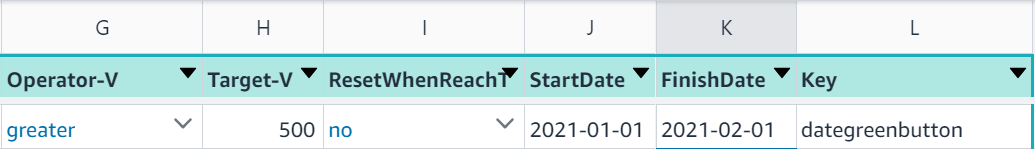 G H I J K L
Operator-V Target-V ResetWhenReachT StartDate FinishDate Key
greater 500 no 2021-01-01 2021-02-01 dategreenbutton